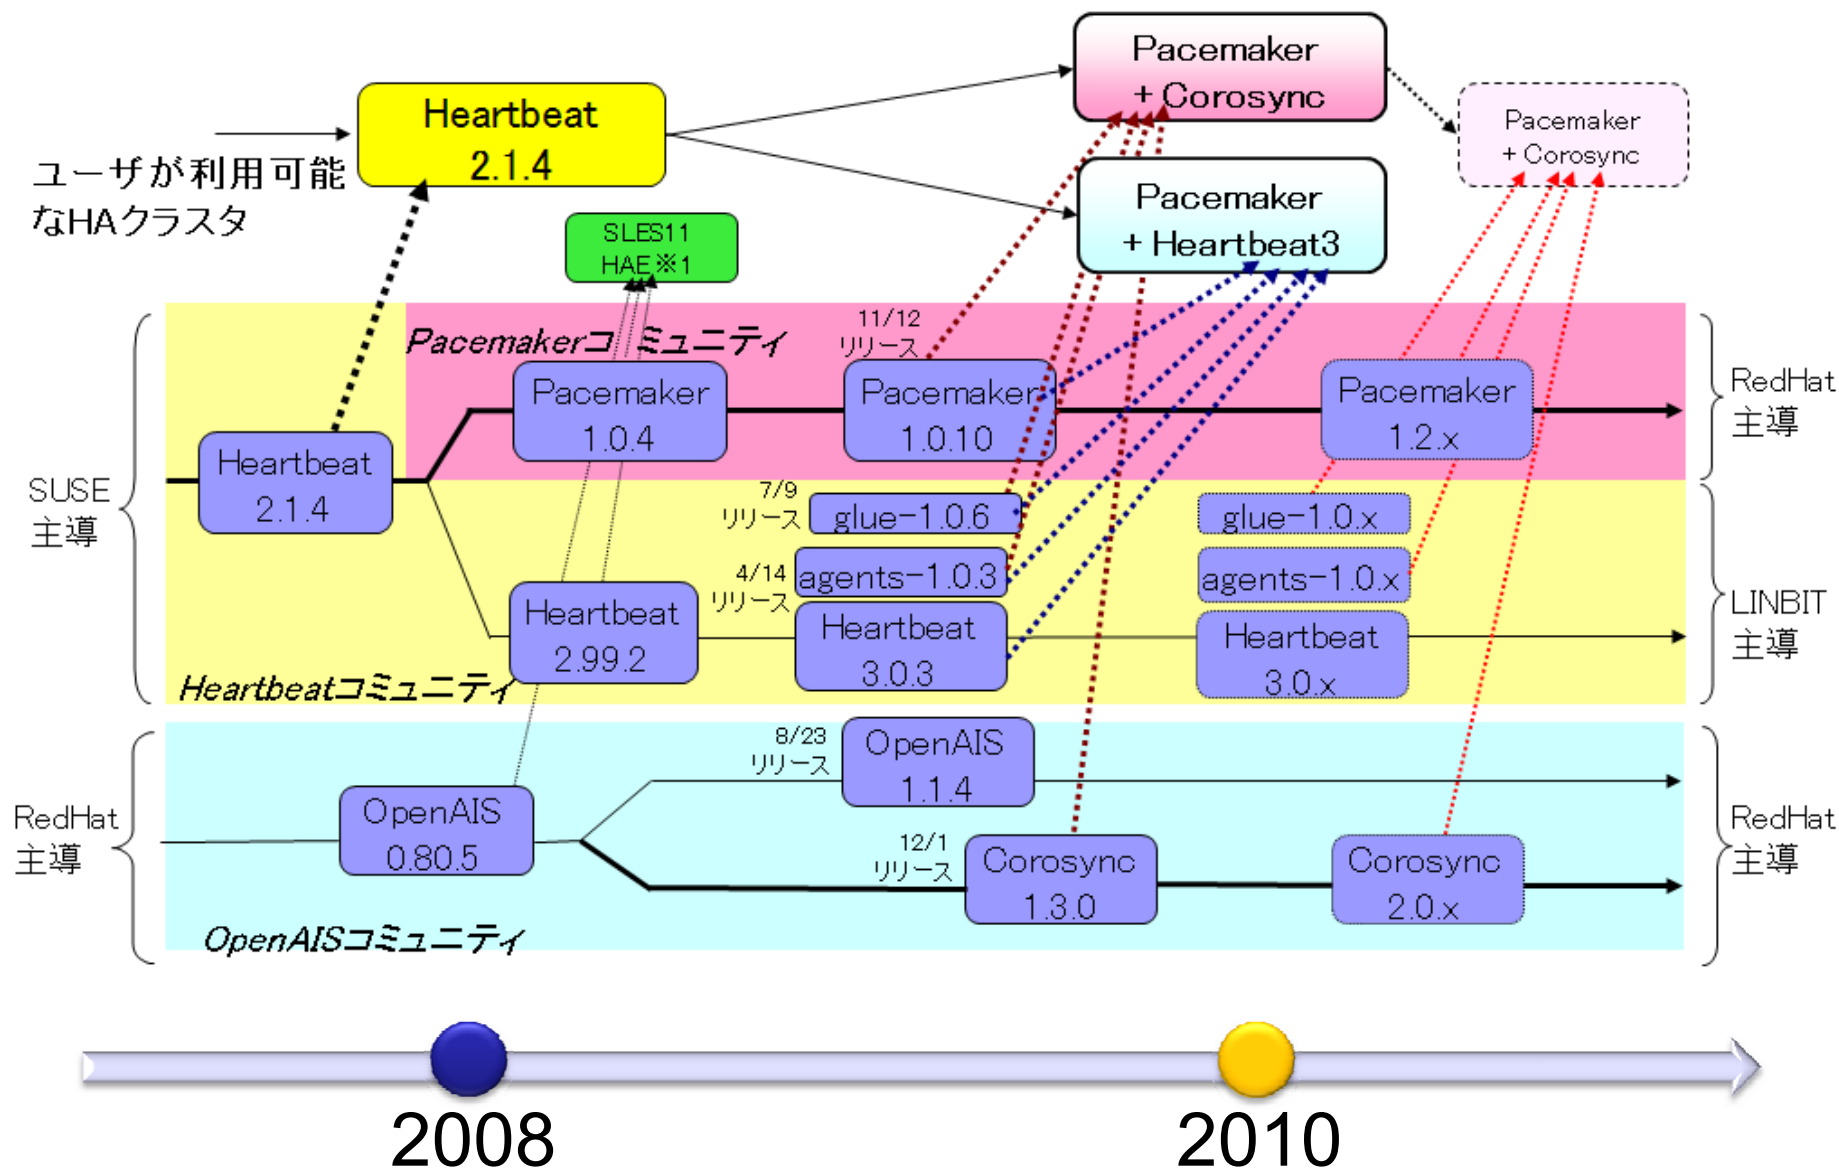 Pacemaker
+ Corosync
Heartbeat
2.1.4
Pacemaker
+ Corosync
ユーザが利用可能
なHAクラスタ
Pacemaker
+ Heartbeat3
SLES11
HAE※1
Pacemakerコミュニティ
11/12
リリース
Pacemaker
1.0.4
Pacemaker
1.0.10
Pacemaker
1.2.x
RedHat
主導
Heartbeat
2.1.4
SUSE
主導
7/9
リリース
glue-1.0.6
glue-1.0.x
4/14
リリース
agents-1.0.3
agents-1.0.x
Heartbeat
2.99.2
Heartbeat
3.0.3
Heartbeat
3.0.x
LINBIT
主導
Heartbeatコミュニティ
8/23
リリース
OpenAIS
1.1.4
RedHat
主導
OpenAIS
0.80.5
12/1
リリース
Corosync
1.3.0
Corosync
2.0.x
RedHat
主導
OpenAISコミュニティ
2008
2010